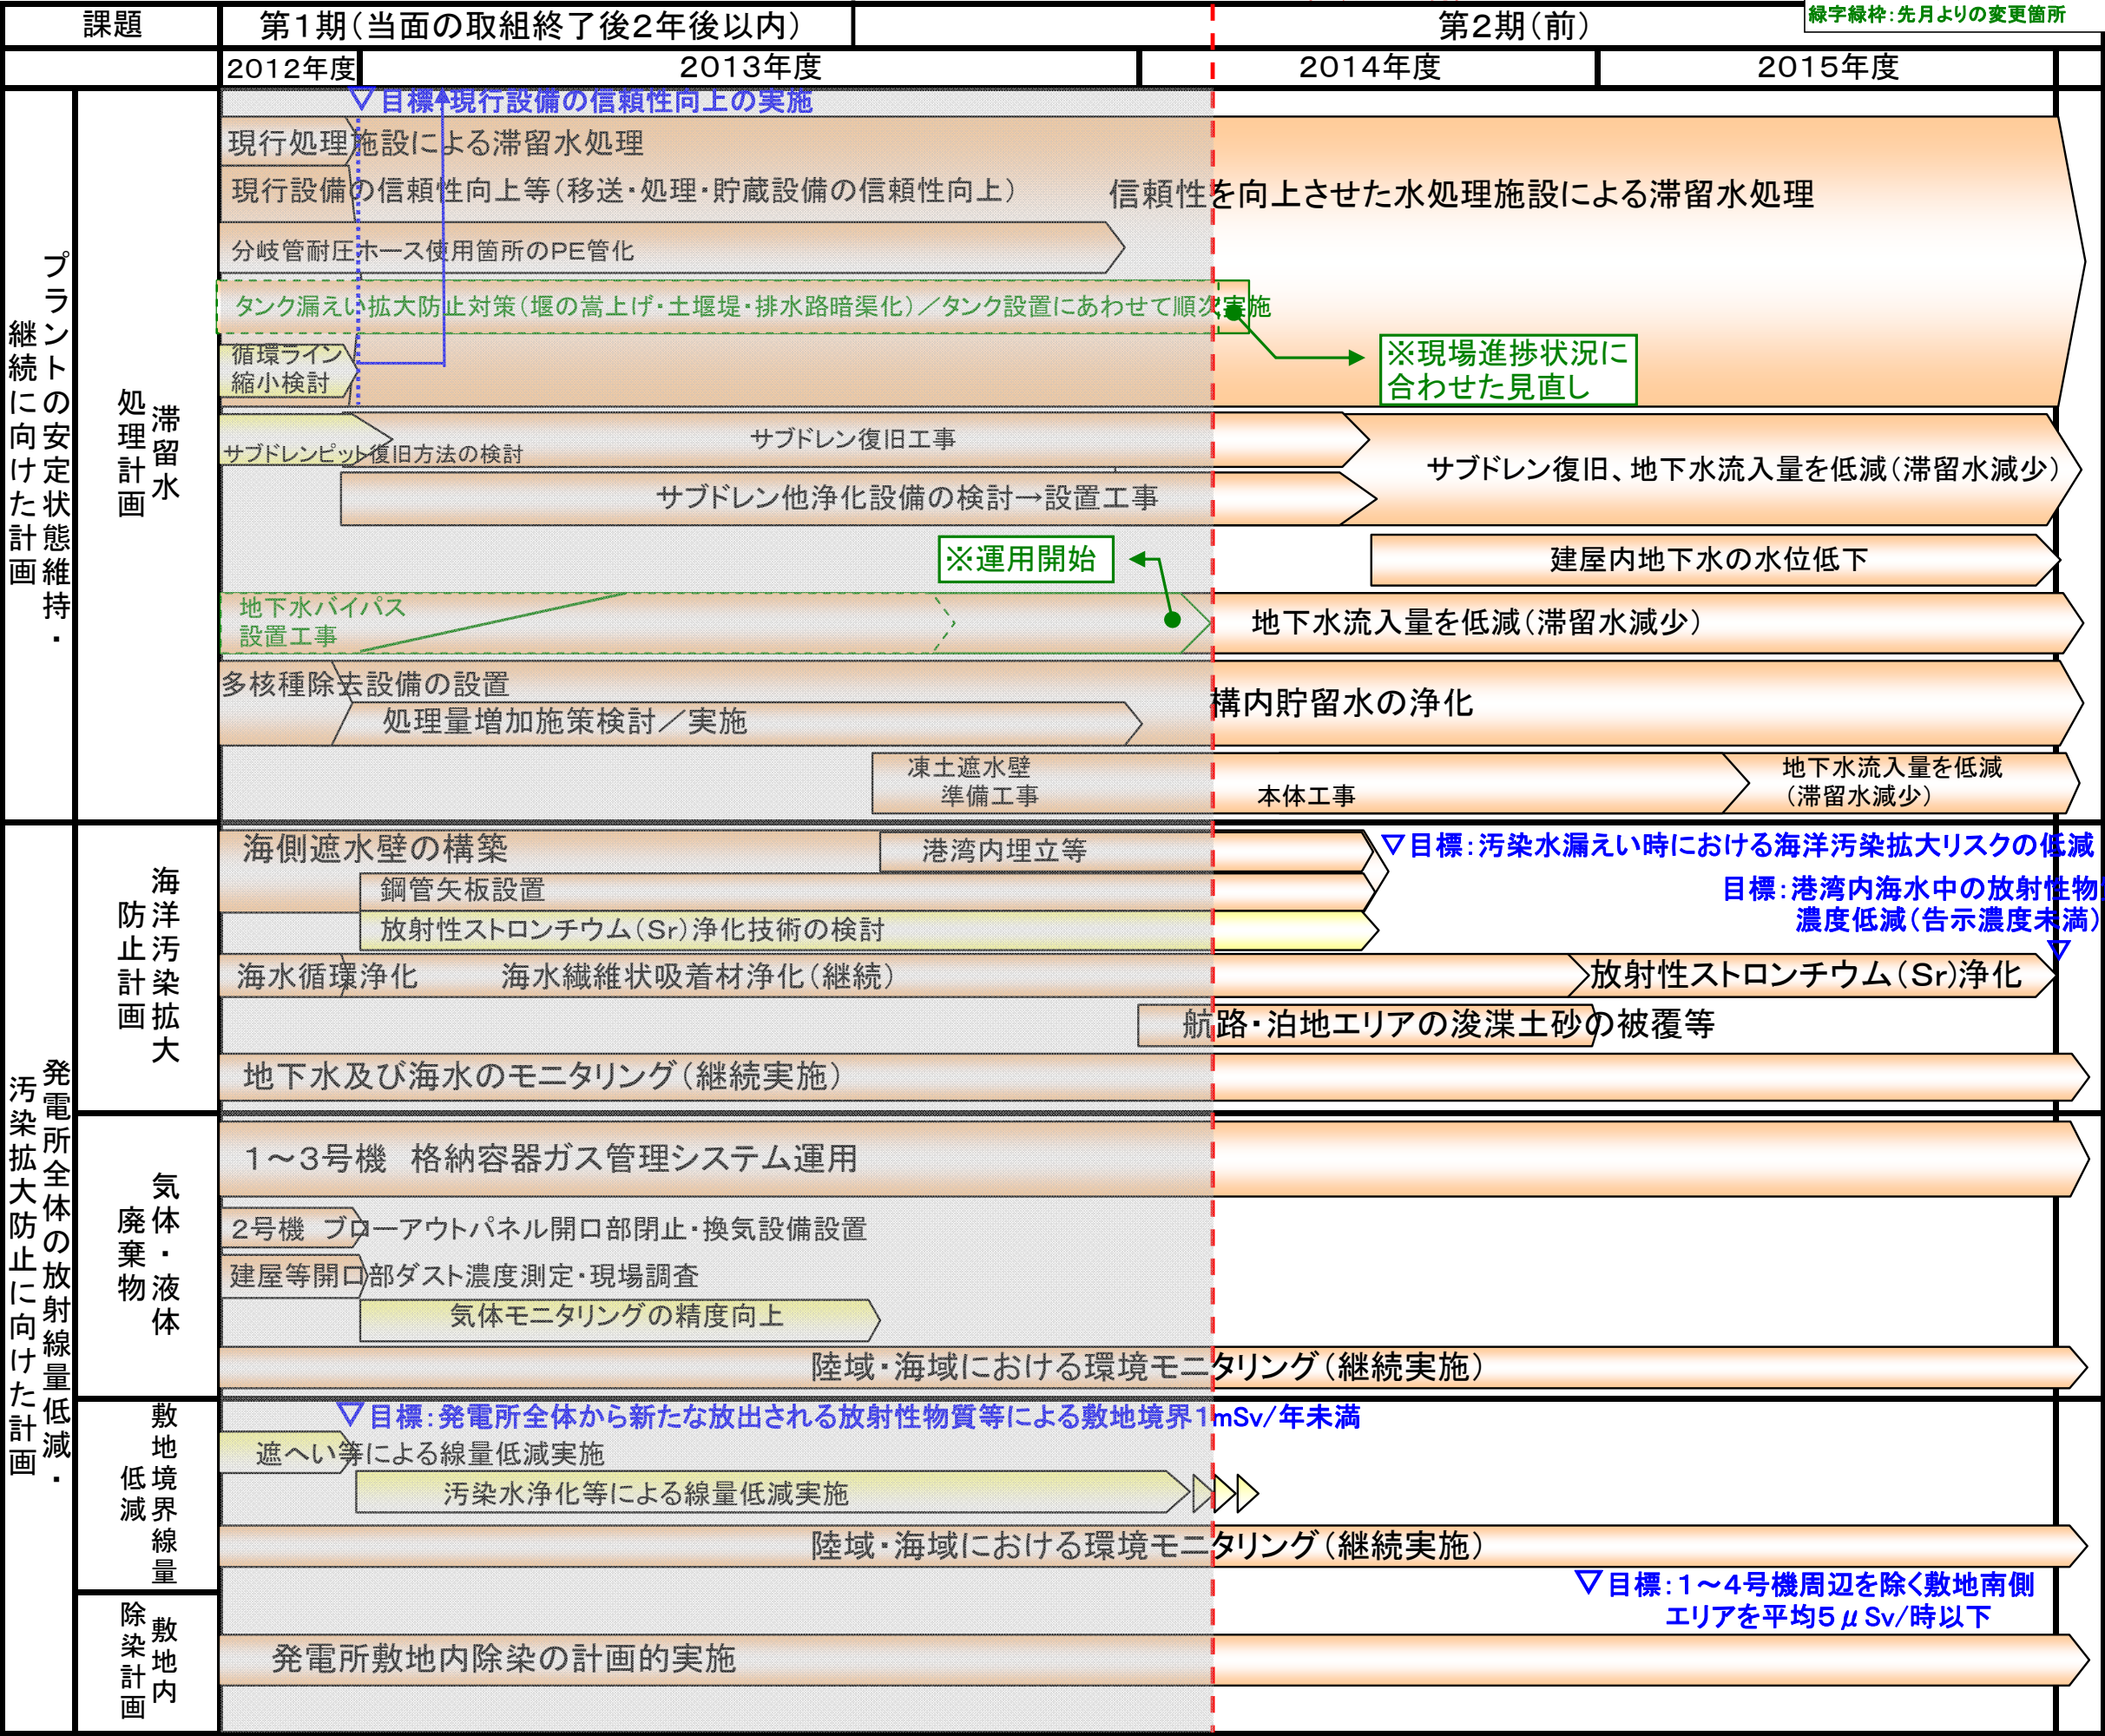 緑字緑枠：先月よりの変更箇所
課題
第１期（当面の取組終了後２年後以内）
第２期（前）
２０１２年度
２０１３年度
２０１４年度
２０１５年度
プラントの安定状態維持・
継続に向けた計画
滞留水
処理計画
▽目標 現行設備の信頼性向上の実施
現行処理施設による滞留水処理
現行設備の信頼性向上等（移送・処理・貯蔵設備の信頼性向上）
信頼性を向上させた水処理施設による滞留水処理
分岐管耐圧ホース使用箇所のＰＥ管化
タンク漏えい拡大防止対策（堰の嵩上げ・土堰堤・排水路暗渠化）／タンク設置にあわせて順次実施
循環ライン
縮小検討
※現場進捗状況に
合わせた見直し
サブドレンピット復旧方法の検討
サブドレン復旧工事
サブドレン復旧、地下水流入量を低減（滞留水減少）
サブドレン他浄化設備の検討→設置工事
※運用開始
建屋内地下水の水位低下
地下水バイパス
設置工事
地下水流入量を低減（滞留水減少）
多核種除去設備の設置
処理量増加施策検討／実施
構内貯留水の浄化
凍土遮水壁
準備工事
本体工事
地下水流入量を低減
（滞留水減少）
発電所全体の放射線量低減・
汚染拡大防止に向けた計画
海洋汚染拡大
防止計画
海側遮水壁の構築
港湾内埋立等
▽目標：汚染水漏えい時における海洋汚染拡大リスクの低減
鋼管矢板設置
目標：港湾内海水中の放射性物
濃度低減（告示濃度未満）
▽
放射性ストロンチウム（Sr）浄化技術の検討
海水循環浄化
海水繊維状吸着材浄化（継続）
放射性ストロンチウム（Sr）浄化
航路・泊地エリアの浚渫土砂の被覆等
地下水及び海水のモニタリング（継続実施）
気体・液体
廃棄物
１～３号機　格納容器ガス管理システム運用
２号機　ブローアウトパネル開口部閉止・換気設備設置
建屋等開口部ダスト濃度測定・現場調査
気体モニタリングの精度向上
陸域・海域における環境モニタリング（継続実施）
敷地境界線量
低減
▽目標：発電所全体から新たな放出される放射性物質等による敷地境界１mSv/年未満
遮へい等による線量低減実施
汚染水浄化等による線量低減実施
陸域・海域における環境モニタリング（継続実施）
敷地内
除染計画
▽目標：１～４号機周辺を除く敷地南側
エリアを平均５μSv/時以下
発電所敷地内除染の計画的実施